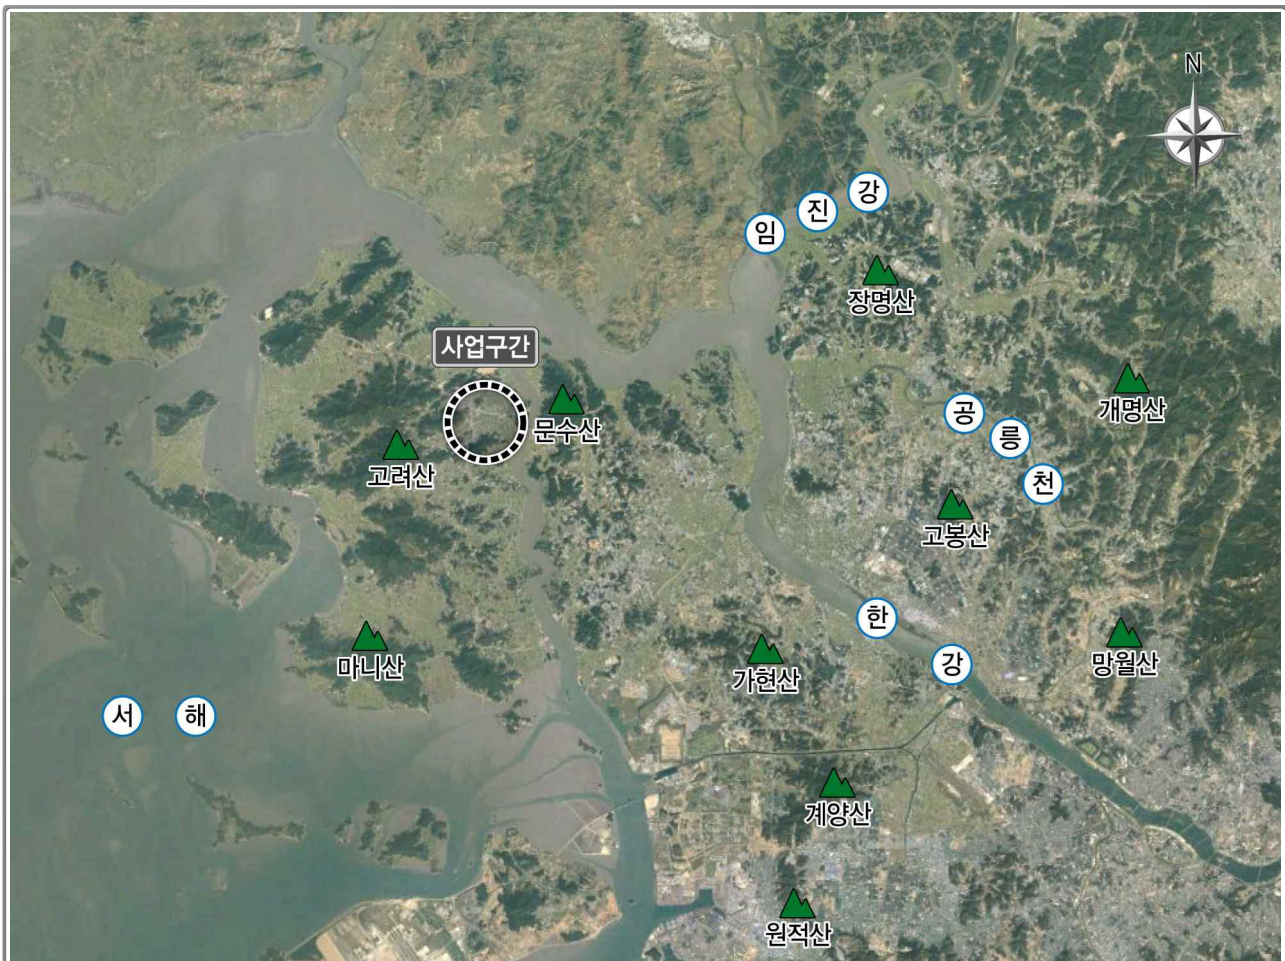 N
임진강
장명산
사업구간
개명산
문수산
공릉천
고려산
고봉산
한강
마니산
가현산
망월산
서해
계양산
원적산